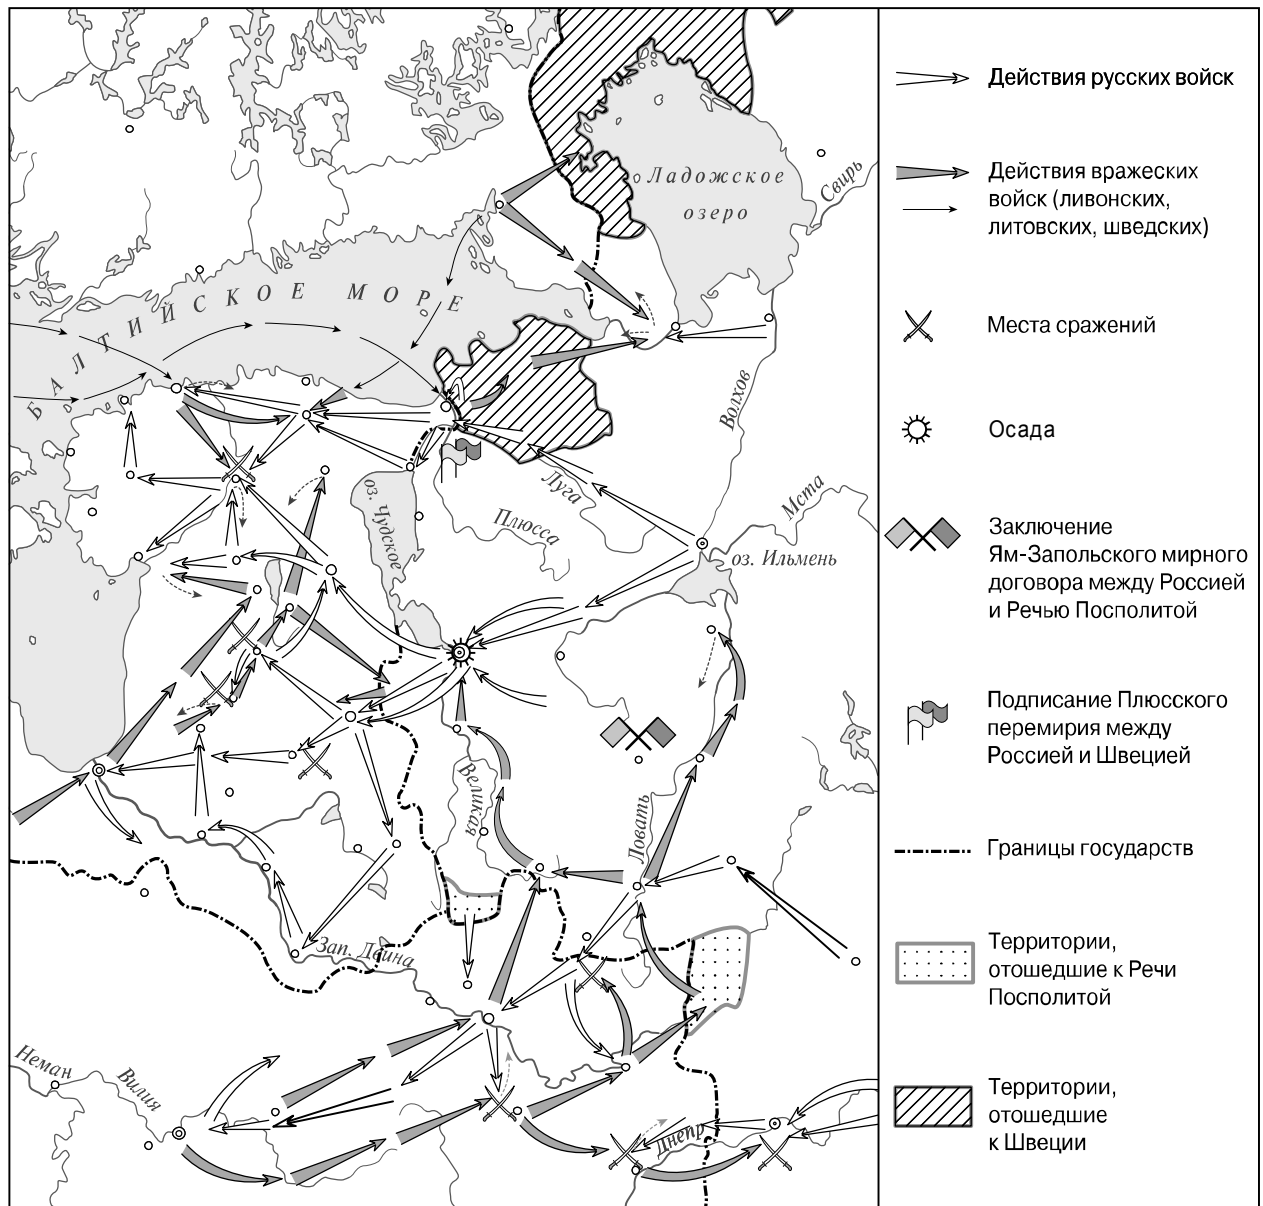 БАЛТИЙСКОЕ МОРЕ
Ладожское
озеро
Свирь
Волхов
Мста
Луга
Плюсса
оз. Чудское
оз. Ильмень
Великая
Ловать
Зап. Двина
Неман
Вилия
Днепр
Действия русских войск
Действия вражеских
войск (ливонских,
литовских, шведских)
Места сражений
Осада
Заключение
Ям-Запольского мирного
договора между Россией
и Речью Посполитой
Подписание Плюсского
перемирия между
Россией и Швецией
Границы государств
Территории,
отошедшие к Речи
Посполитой
Территории,
отошедшие
к Швеции